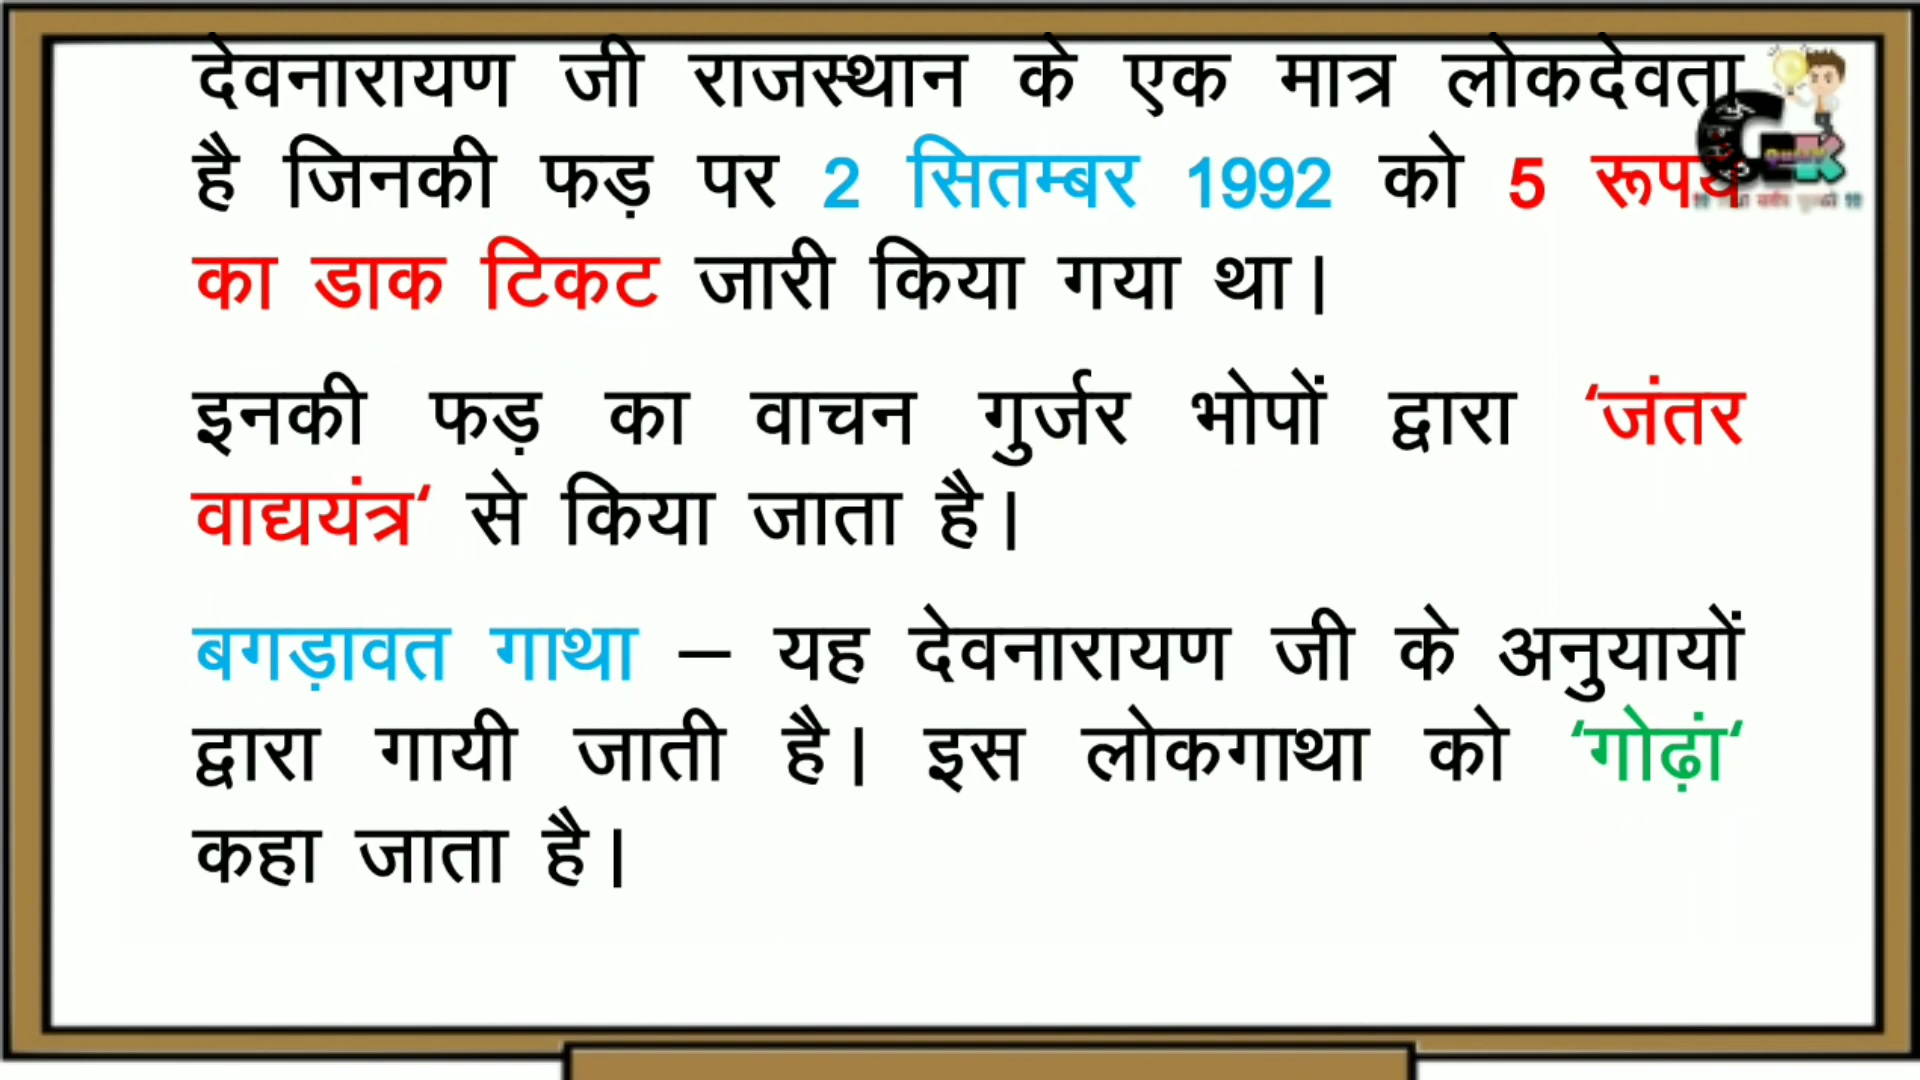 देवनारायण जी राजस्थान के एक मात्र लोकदेवता
है जिनकी फड़ पर 2 सितम्बर 1992 को 5 रूपये
का डाक टिकट जारी किया गया था।
इनकी फड़ का वाचन गुर्जर भोपों द्वारा ‘जंतर
वाद्ययंत्र‘ से किया जाता है।
बगड़ावत गाथा – यह देवनारायण जी के अनुयायों
द्वारा गायी जाती है। इस लोकगाथा को ‘गोढ़ां‘
कहा जाता है।